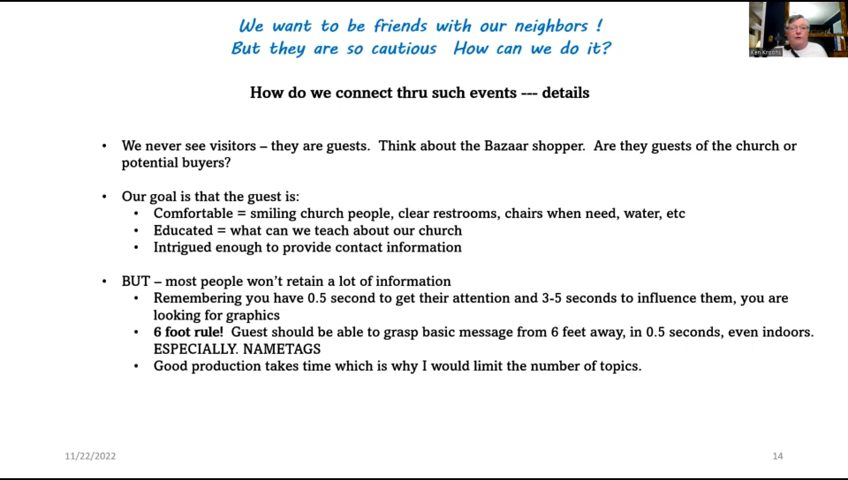 We want to be friends with our neighbors !
But they are so cautious How can we do it?
How do we connect thru such events --- details
• We never see visitors – they are guests. Think about the Bazaar shopper. Are they guests of the church or
potential buyers?
• Our goal is that the guest is:
• Comfortable = smiling church people, clear restrooms, chairs when need, water, etc
• Educated = what can we teach about our church
• Intrigued enough to provide contact information
• BUT – most people won't retain a lot of information
• Remembering you have 0.5 second to get their attention and 3-5 seconds to influence them, you are
looking for graphics
• 6 foot rule! Guest should be able to grasp basic message from 6 feet away, in 0.5 seconds, even indoors.
ESPECIALLY. NAMETAGS
• Good production takes time which is why I would limit the number of topics.
11/22/2022
14